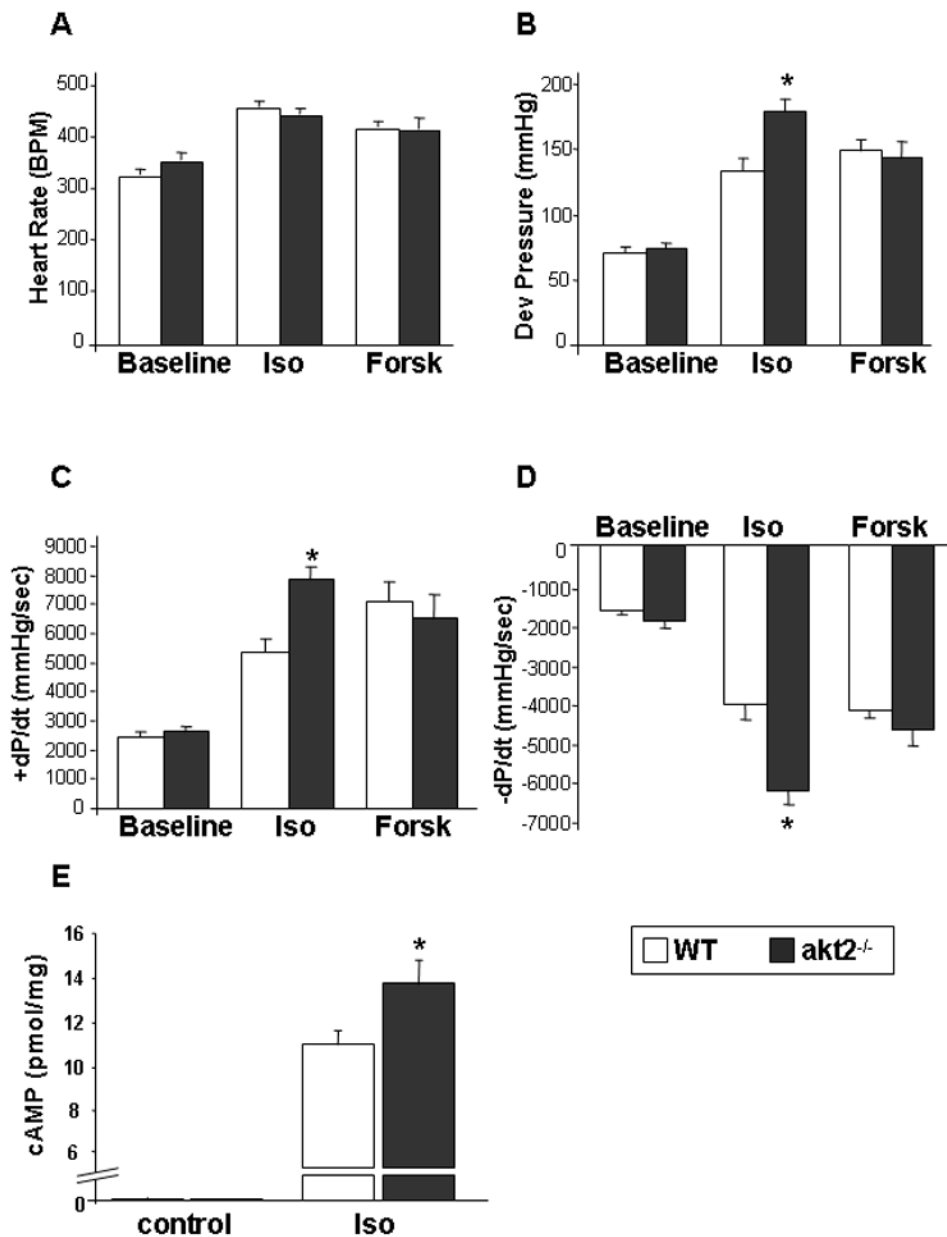 A
Heart Rate (BPM)
500
400
300
200
100
0
Baseline Iso Forsk
B
Dev Pressure (mmHg)
200
150
100
50
0
*
Baseline Iso Forsk
C
+dP/dt (mmHg/sec)
9000
8000
7000
6000
5000
4000
3000
2000
1000
0
*
Baseline Iso Forsk
D
Baseline Iso Forsk
-dP/dt (mmHg/sec)
0
-1000
-2000
-3000
-4000
-5000
-6000
-7000
*
E
cAMP (pmol/mg)
16
14
12
10
8
6
0
*
control Iso
WT akt2-/-